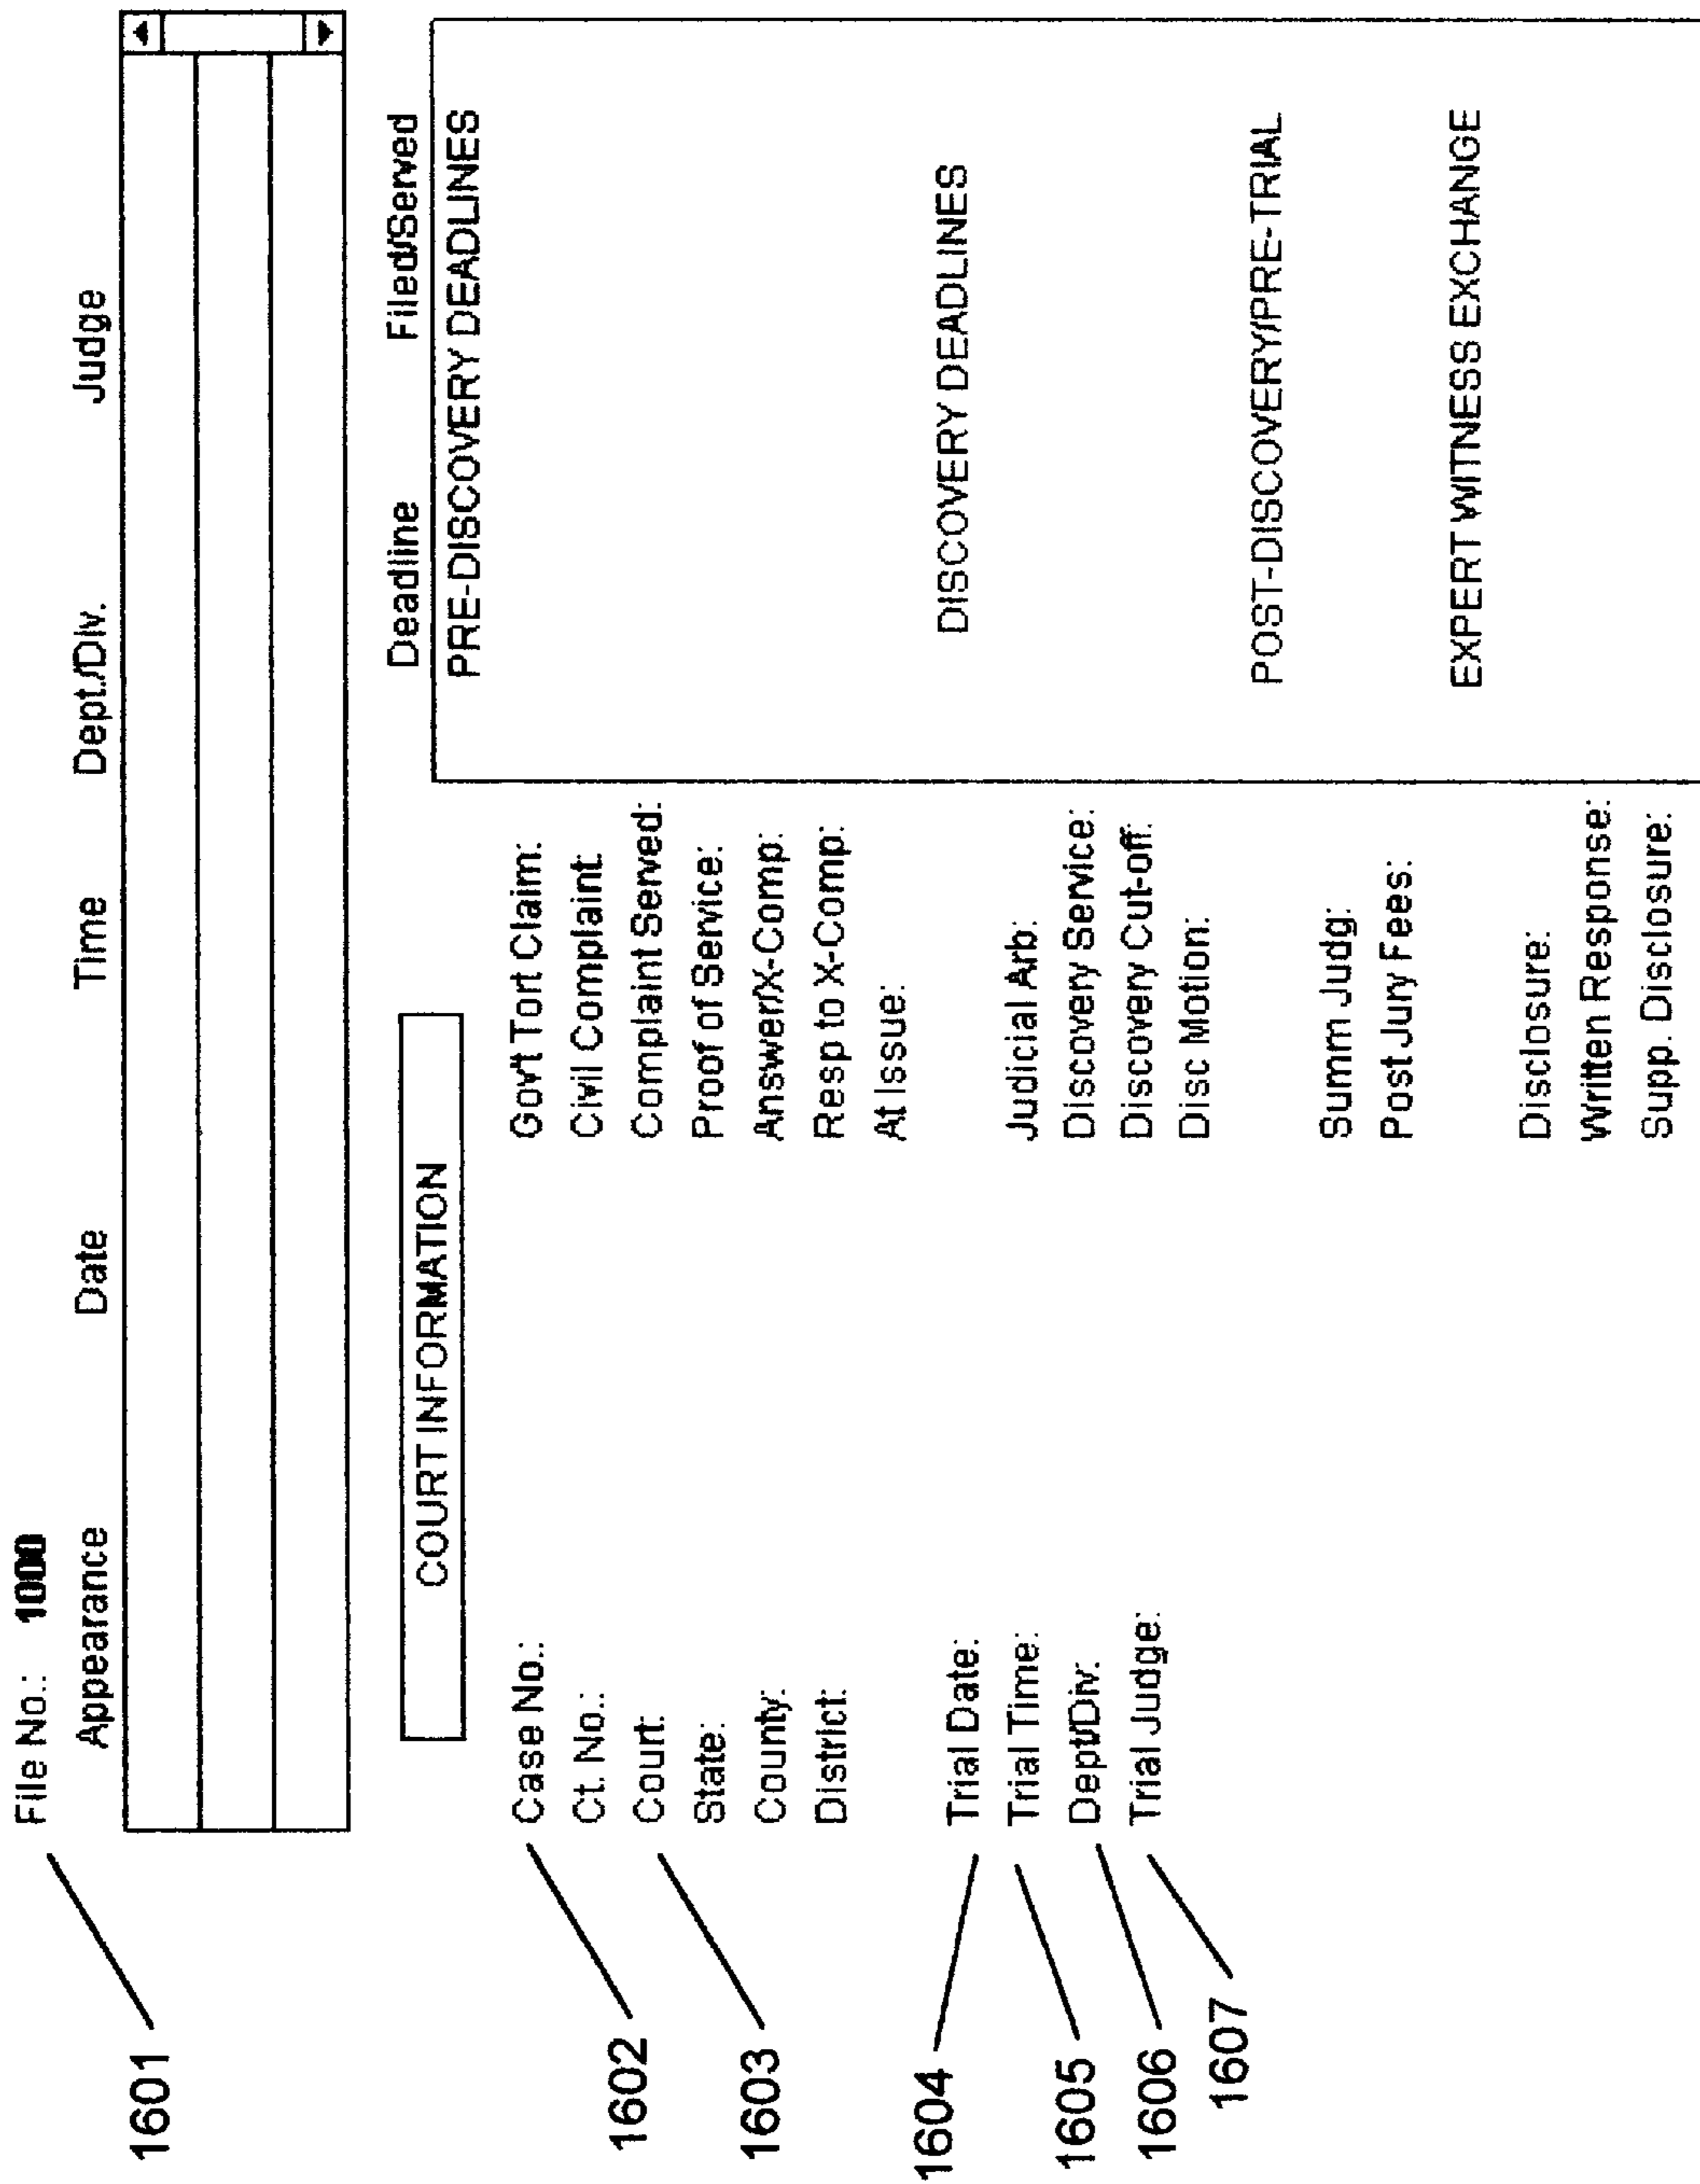 File No.: 1000
Appearance Date Time Dept./Div. Judge
COURT INFORMATION
Deadline Filed/Served
PRE-DISCOVERY DEADLINES
Case No.: Gov't Tort Claim:
Ct. No.: Civil Complaint:
Court: Complaint Served:
State: Proof of Service:
County: Answer/X-Comp:
District: Resp to X-Comp:
At Issue:
DISCOVERY DEADLINES
Trial Date: Judicial Arb:
Trial Time: Discovery Service:
Dept/Div: Discovery Cut-off:
Trial Judge: Disc Motion:
POST-DISCOVERY/PRE-TRIAL
Summ Judg:
Post Jury Fees:
EXPERT WITNESS EXCHANGE
Disclosure:
Written Response:
Supp. Disclosure:
1601
1602
1603
1604
1605
1606
1607